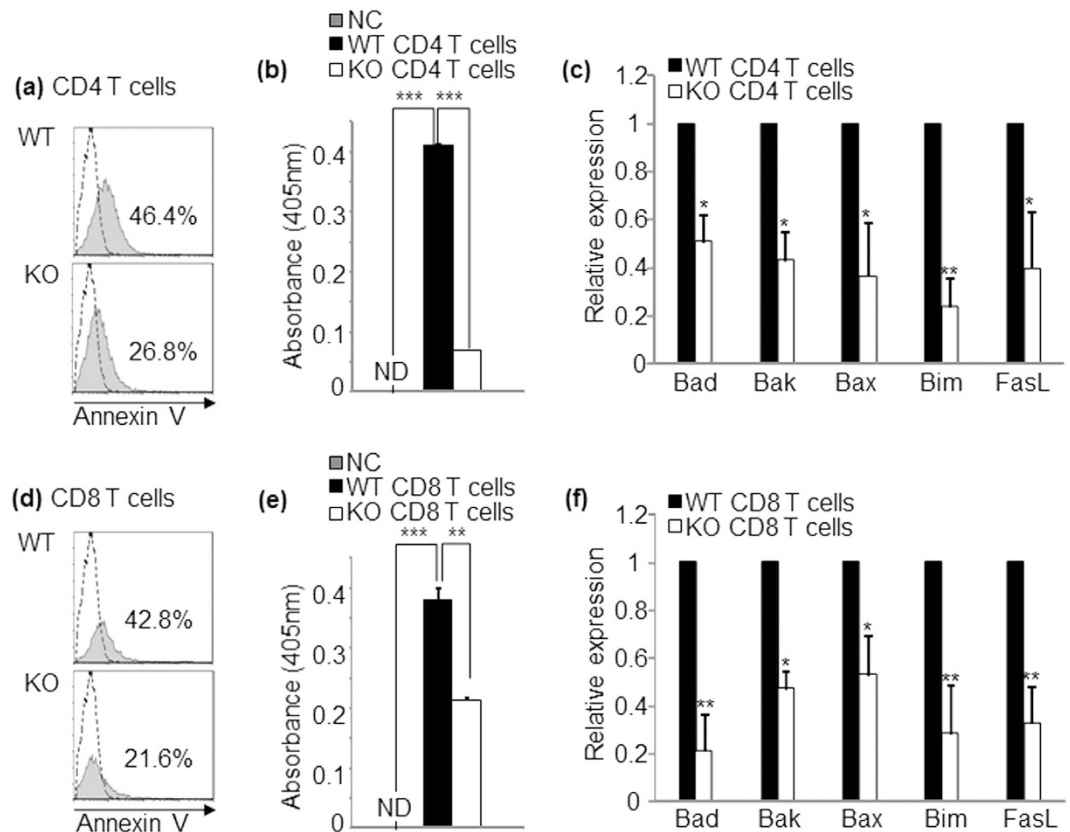 (a) CD4 T cells
WT
46.4%
KO
26.8%
Annexin V
(b)
NC
WT CD4 T cells
KO CD4 T cells
*** ***
Absorbance (405nm)
0.4
0.3
0.2
0.1
0
ND
(c)
WT CD4 T cells
KO CD4 T cells
Relative expression
1.2
1
0.8
0.6
0.4
0.2
0
* * * ** *
Bad Bak Bax Bim FasL
(d) CD8 T cells
WT
42.8%
KO
21.6%
Annexin V
(e)
NC
WT CD8 T cells
KO CD8 T cells
*** **
Absorbance (405nm)
0.4
0.3
0.2
0.1
0
ND
(f)
WT CD8 T cells
KO CD8 T cells
Relative expression
1.2
1
0.8
0.6
0.4
0.2
0
** * * ** **
Bad Bak Bax Bim FasL